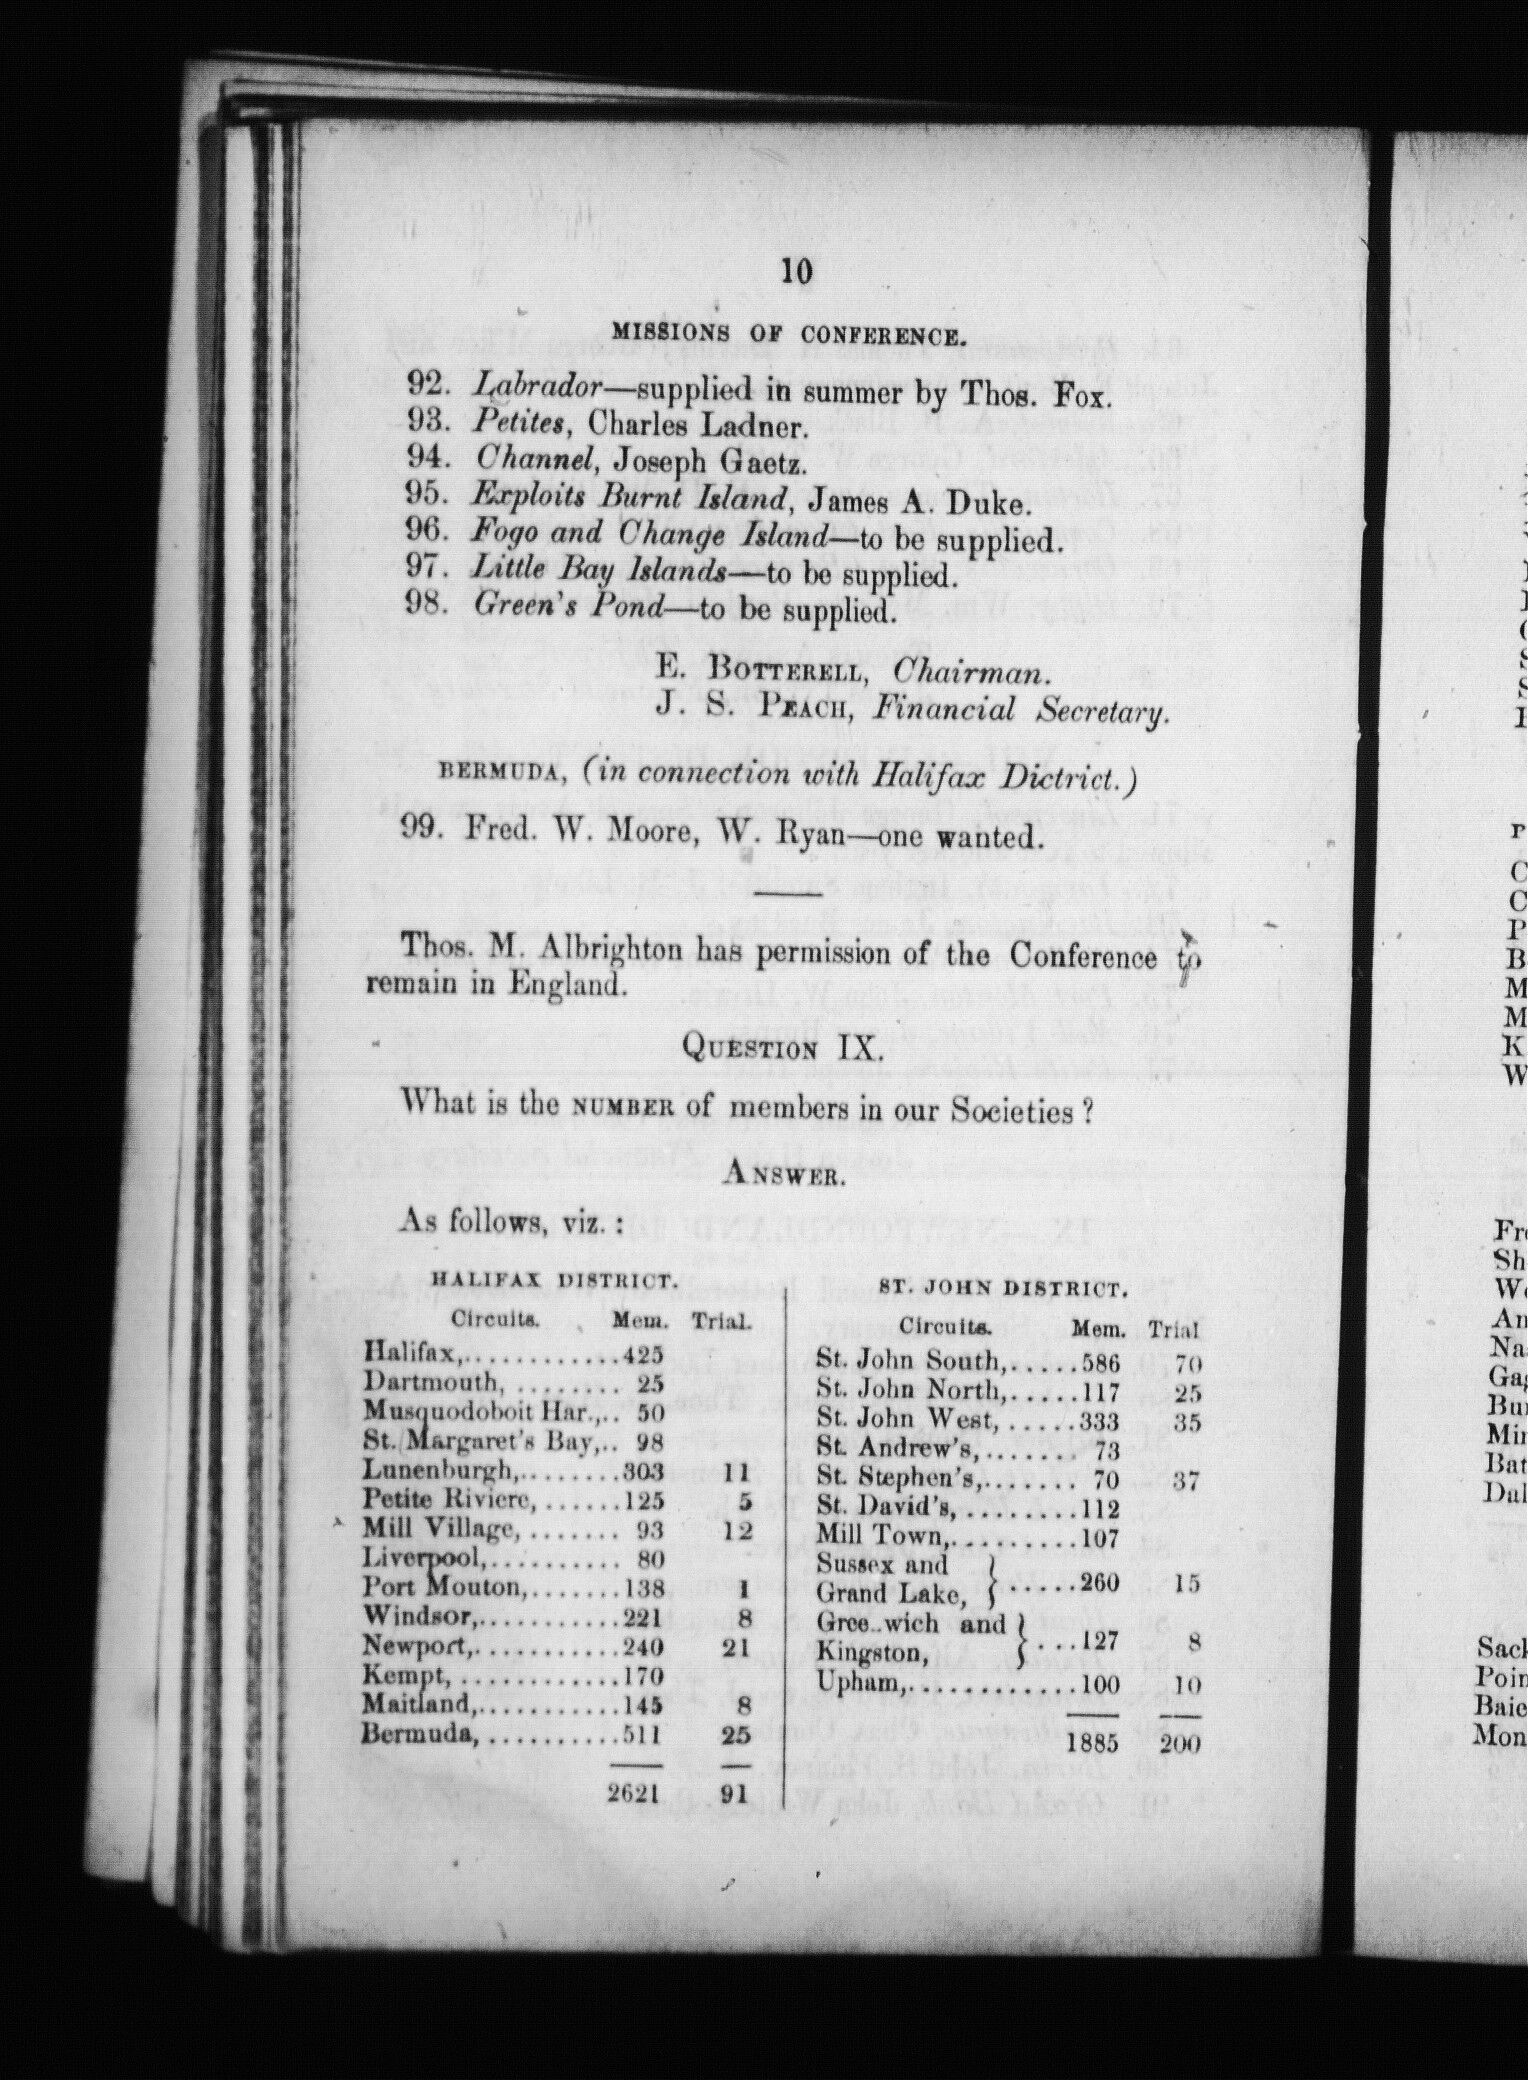 10
MISSIONS OF CONFERENCE.
92. Labrador—supplied in summer by Thos. Fox.
93. Petites, Charles Ladner.
94. Channel, Joseph Gaetz.
95. Exploits Burnt Island, James A. Duke.
96. Fogo and Change Island—to be supplied.
97. Little Bay Islands—to be supplied.
98. Green's Pond—to be supplied.
E. BOTTERELL, Chairman.
J. S. PEACH, Financial Secretary.
BERMUDA, (in connection with Halifax Dictrict.)
99. Fred. W. Moore, W. Ryan—one wanted.
Thos. M. Albrighton has permission of the Conference to
remain in England.
QUESTION IX.
What is the NUMBER of members in our Societies?
ANSWER.
As follows, viz.:
HALIFAX DISTRICT.
Circuits. Mem. Trial.
Halifax,............425
Dartmouth, ........ 25
Musquodoboit Har.,.. 50
St. Margaret's Bay,.. 98
Lunenburgh,........303 11
Petite Riviere, ......125 5
Mill Village, ....... 93 12
Liverpool,........... 80
Port Mouton,.......138 1
Windsor,............221 8
Newport,............240 21
Kempt, .............170
Maitland,...........145 8
Bermuda, ...........511 25
2621 91
ST. JOHN DISTRICT.
Circuits. Mem. Trial
St. John South,.....586 70
St. John North,.....117 25
St. John West, .....333 35
St. Andrew's,....... 73
St. Stephen's,....... 70 37
St. David's, .........112
Mill Town,..........107
Sussex and
Grand Lake, } .....260 15
Gree..wich and
Kingston, } ...127 8
Upham,.............100 10
1885 200